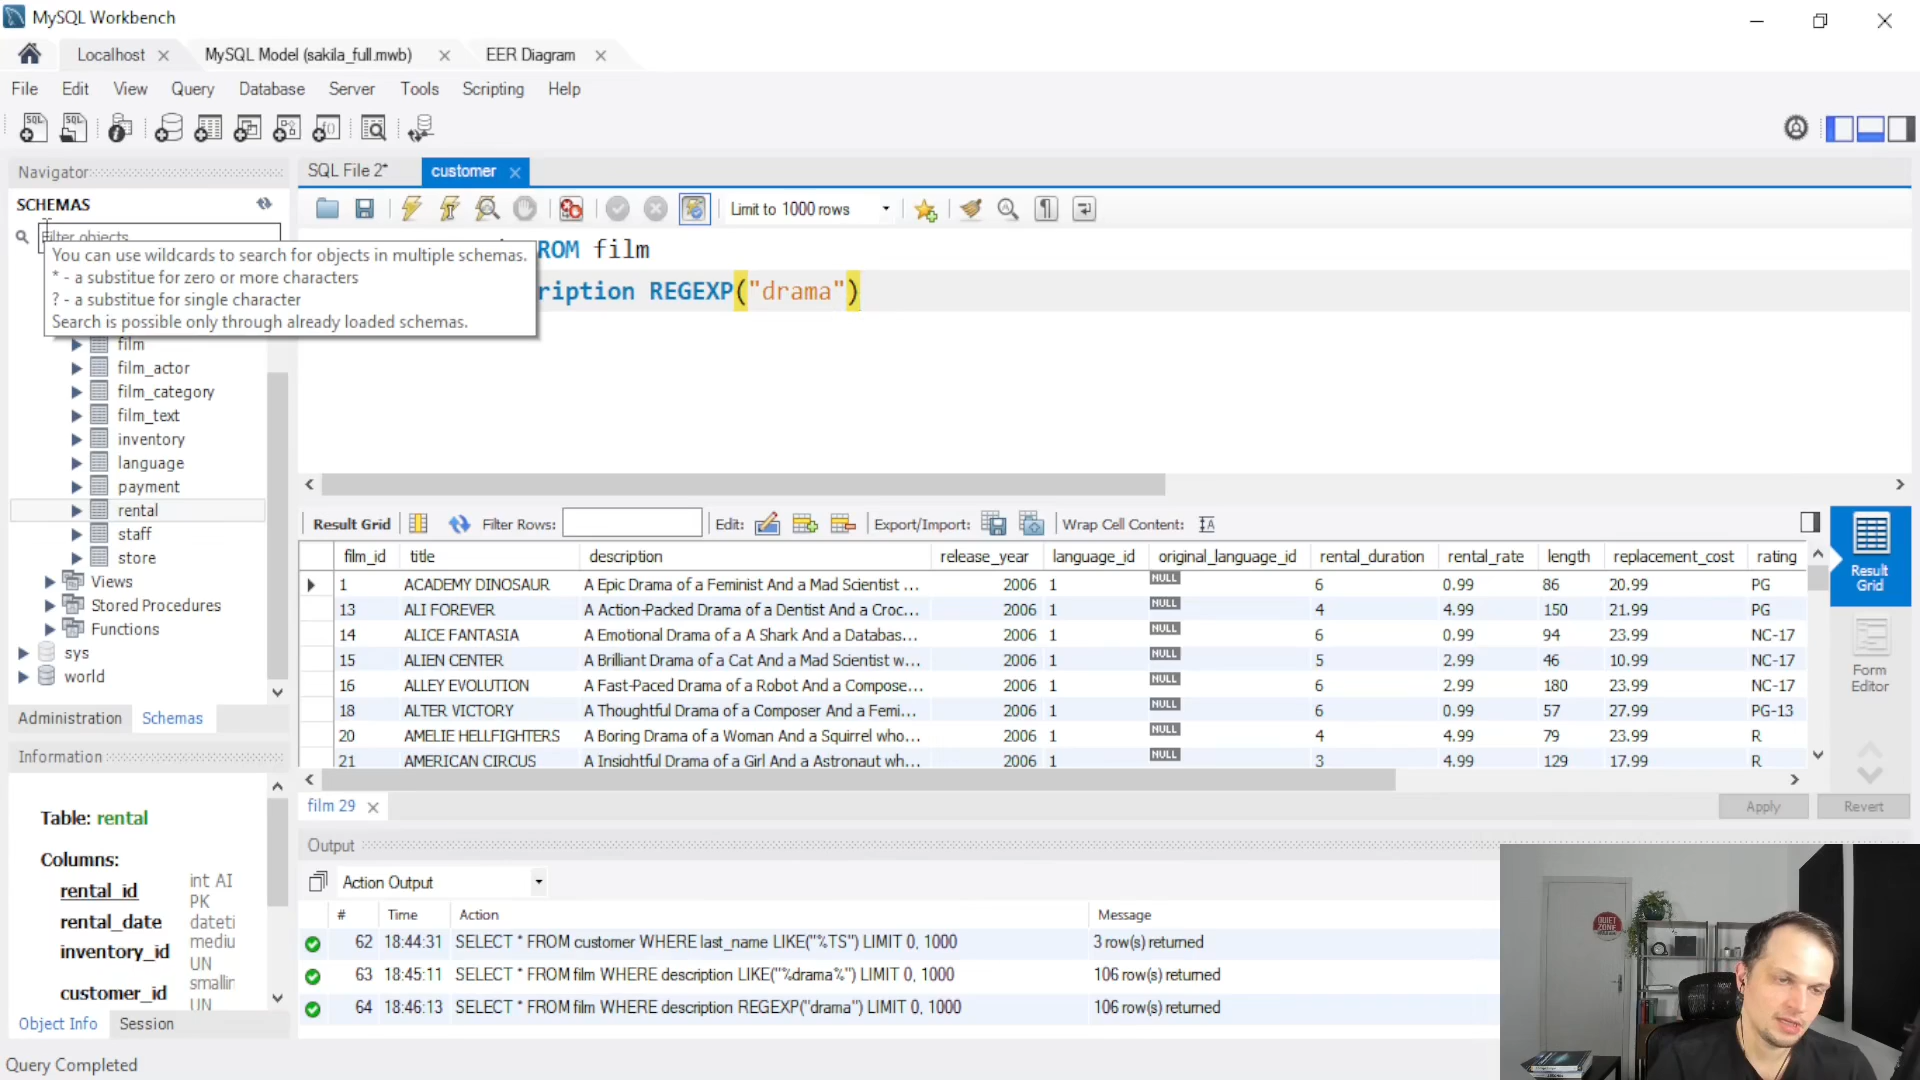 MySQL Workbench
Localhost
MySQL Model (sakila_full.mwb)
EER Diagram
File Edit View Query Database Server Tools Scripting Help
Navigator
SCHEMAS
Filter objects
You can use wildcards to search for objects in multiple schemas.
* - a substitue for zero or more characters
? - a substitue for single character
Search is possible only through already loaded schemas.
film
film_actor
film_category
film_text
inventory
language
payment
rental
staff
store
Views
Stored Procedures
Functions
sys
world
Administration Schemas
Information
Table: rental
Columns:
rental_id int AI
PK
rental_date dateti
inventory_id mediu
UN
customer_id smallin
UN
Object Info Session
Query Completed
SQL File 2*
customer
Limit to 1000 rows
ROM film
ription REGEXP("drama")
Result Grid Filter Rows: Edit: Export/Import: Wrap Cell Content:
film_id title description release_year language_id original_language_id rental_duration rental_rate length replacement_cost rating
1 ACADEMY DINOSAUR A Epic Drama of a Feminist And a Mad Scientist ... 2006 1 NULL 6 0.99 86 20.99 PG
13 ALI FOREVER A Action-Packed Drama of a Dentist And a Croc... 2006 1 NULL 4 4.99 150 21.99 PG
14 ALICE FANTASIA A Emotional Drama of a A Shark And a Databas... 2006 1 NULL 6 0.99 94 23.99 NC-17
15 ALIEN CENTER A Brilliant Drama of a Cat And a Mad Scientist w... 2006 1 NULL 5 2.99 46 10.99 NC-17
16 ALLEY EVOLUTION A Fast-Paced Drama of a Robot And a Compose... 2006 1 NULL 6 2.99 180 23.99 NC-17
18 ALTER VICTORY A Thoughtful Drama of a Composer And a Femi... 2006 1 NULL 6 0.99 57 27.99 PG-13
20 AMELIE HELLFIGHTERS A Boring Drama of a Woman And a Squirrel who... 2006 1 NULL 4 4.99 79 23.99 R
21 AMERICAN CIRCUS A Insightful Drama of a Girl And a Astronaut wh... 2006 1 NULL 3 4.99 129 17.99 R
Result
Grid
Form
Editor
film 29
Apply Revert
Output
Action Output
# Time Action Message
62 18:44:31 SELECT * FROM customer WHERE last_name LIKE("%TS") LIMIT 0, 1000 3 row(s) returned
63 18:45:11 SELECT * FROM film WHERE description LIKE("%drama%") LIMIT 0, 1000 106 row(s) returned
64 18:46:13 SELECT * FROM film WHERE description REGEXP("drama") LIMIT 0, 1000 106 row(s) returned
QUIET
ZONE